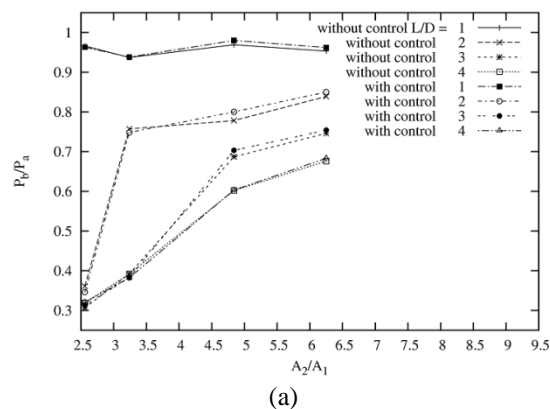 without control L/D = 1
without control 2
without control 3
without control 4
with control 1
with control 2
with control 3
with control 4
1
0.9
0.8
0.7
0.6
0.5
0.4
0.3
P_b/P_a
2.5 3 3.5 4 4.5 5 5.5 6 6.5 7 7.5 8 8.5 9 9.5
A_2/A_1
(a)